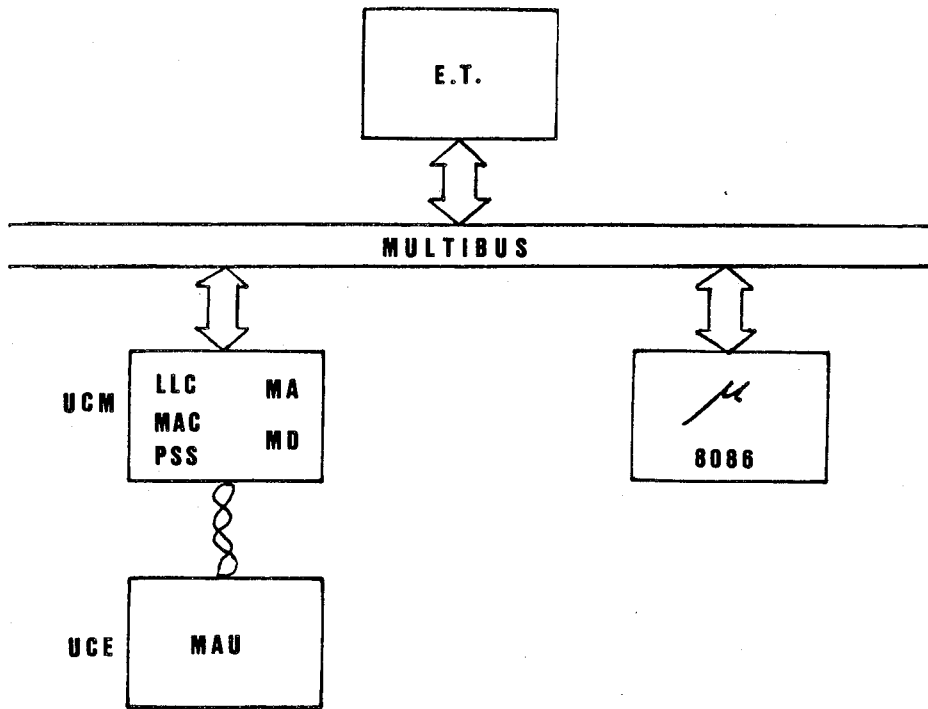 E.T.
MULTIBUS
UCM
LLC MA
MAC
MD
PSS
μ
8086
UCE
MAU